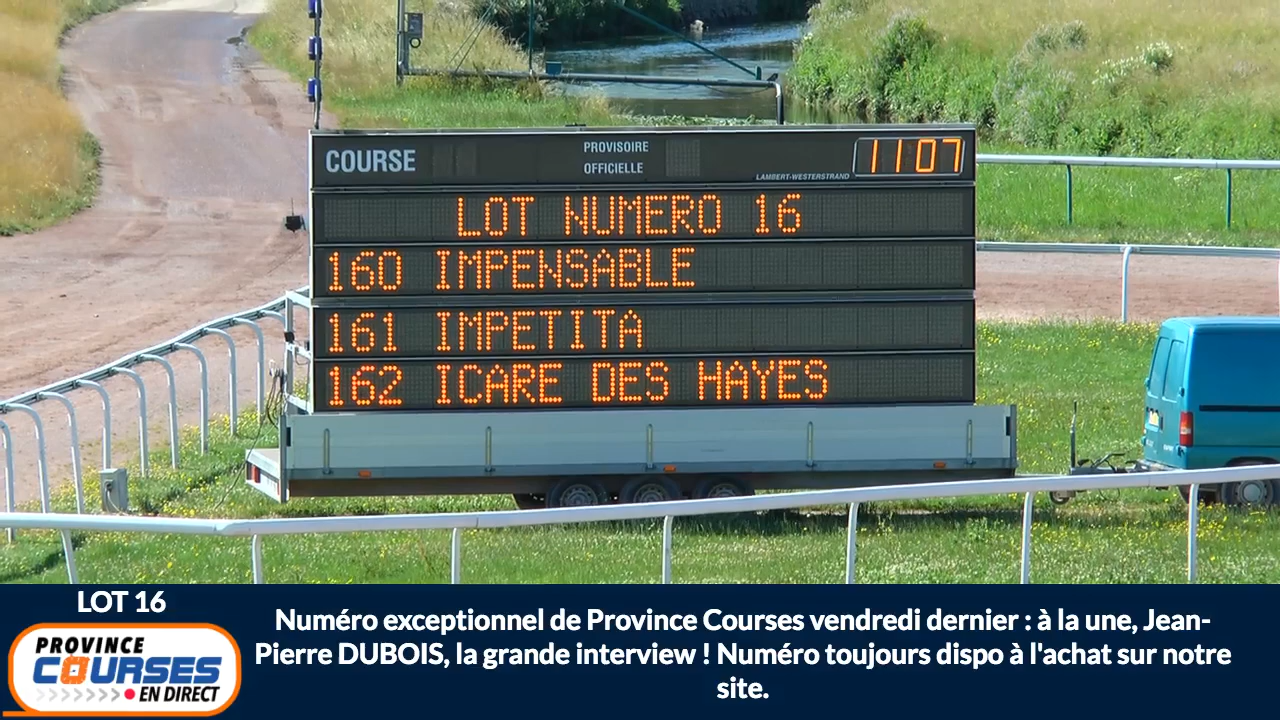 COURSE
PROVISOIRE
OFFICIELLE
1107
LAMBERT-WESTERSTRAND
LOT NUMERO 16
160 IMPENSABLE
161 IMPETITA
162 ICARE DES HAYES
LOT 16
PROVINCE
COURSES
EN DIRECT
Numéro exceptionnel de Province Courses vendredi dernier : à la une, Jean-
Pierre DUBOIS, la grande interview ! Numéro toujours dispo à l'achat sur notre
site.